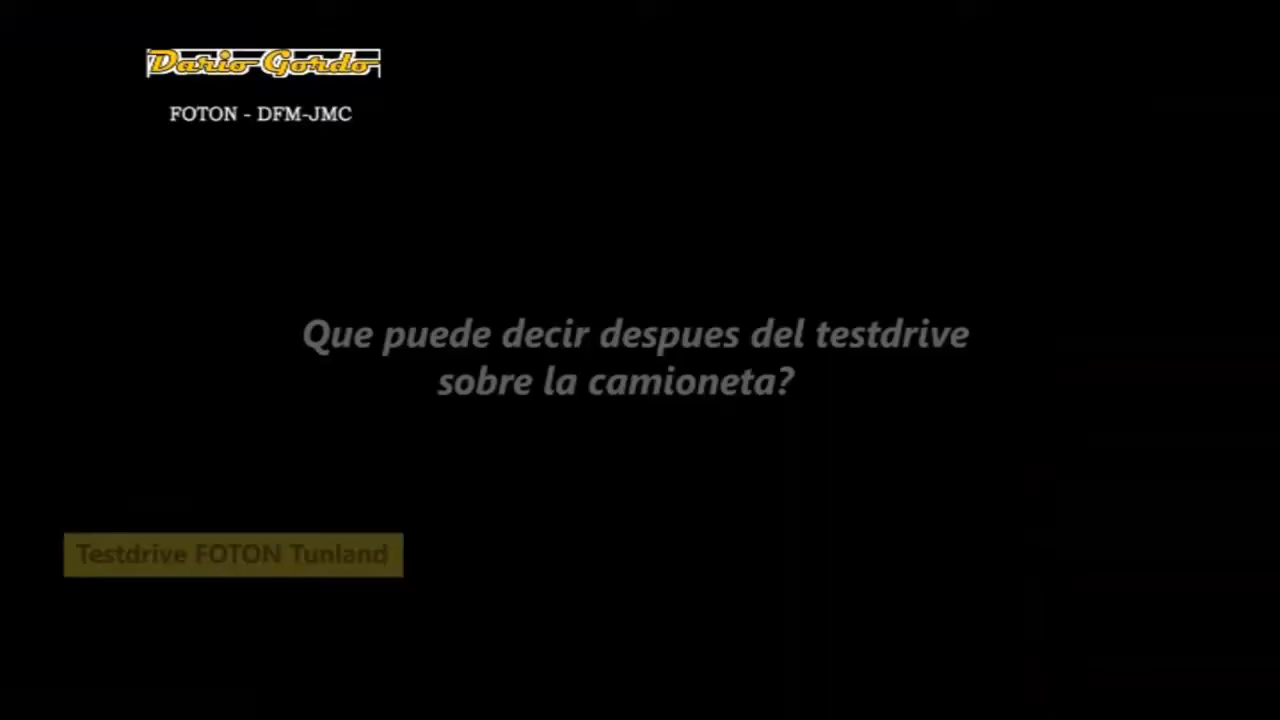 Dario Gordo
FOTON - DFM-JMC
Que puede decir despues del testdrive
sobre la camioneta?
Testdrive FOTON Tunland